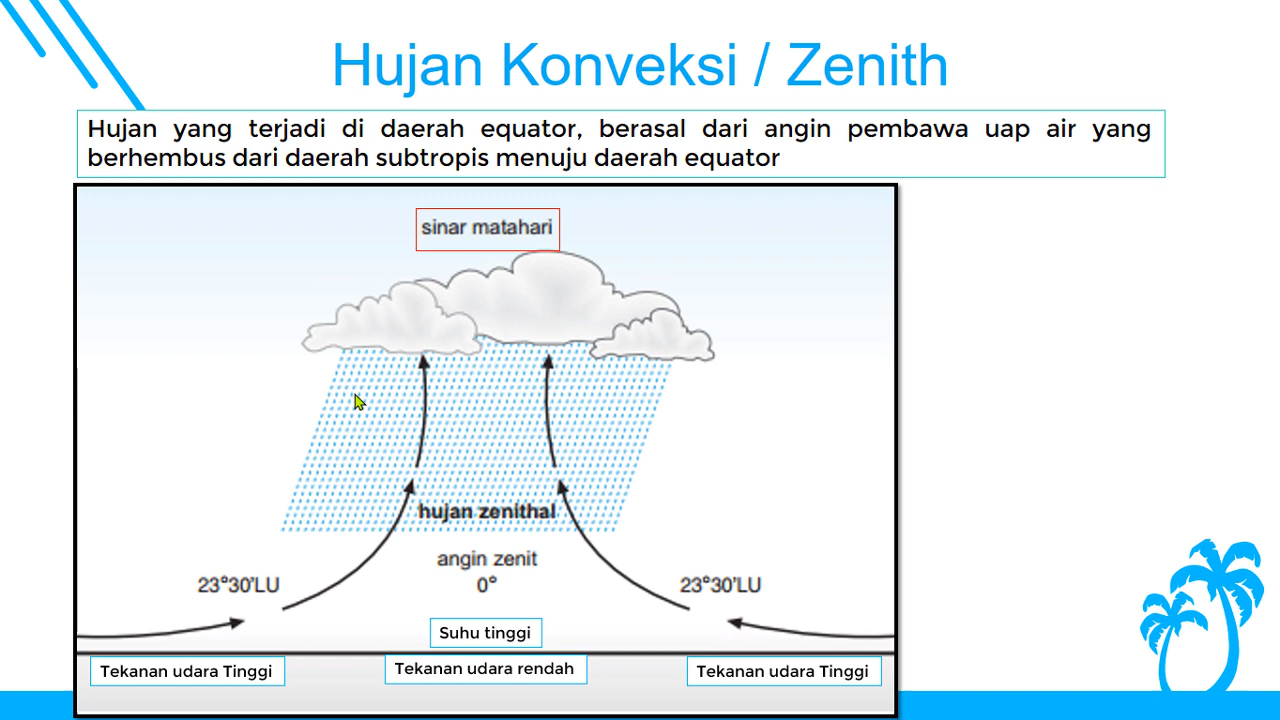 Hujan Konveksi / Zenith
Hujan yang terjadi di daerah equator, berasal dari angin pembawa uap air yang
berhembus dari daerah subtropis menuju daerah equator
sinar matahari
hujan zenithal
angin zenit
23°30'LU
0°
23°30'LU
Suhu tinggi
Tekanan udara Tinggi
Tekanan udara rendah
Tekanan udara Tinggi